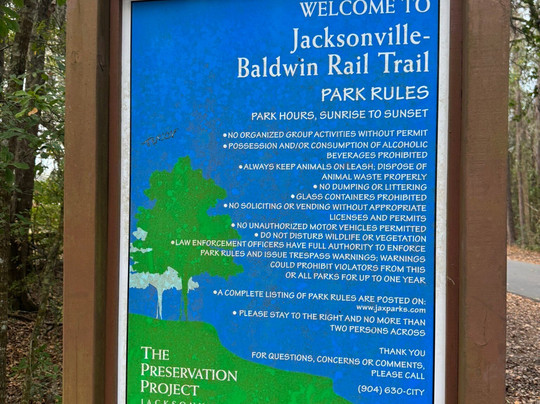 WELCOME TO
Jacksonville-
Baldwin Rail Trail
PARK RULES
PARK HOURS, SUNRISE TO SUNSET
• NO ORGANIZED GROUP ACTIVITIES WITHOUT PERMIT
• POSSESSION AND/OR CONSUMPTION OF ALCOHOLIC
BEVERAGES PROHIBITED
• ALWAYS KEEP ANIMALS ON LEASH; DISPOSE OF
ANIMAL WASTE PROPERLY
• NO DUMPING OR LITTERING
• GLASS CONTAINERS PROHIBITED
• NO SOLICITING OR VENDING WITHOUT APPROPRIATE
LICENSES AND PERMITS
• NO UNAUTHORIZED MOTOR VEHICLES PERMITTED
• DO NOT DISTURB WILDLIFE OR VEGETATION
• LAW ENFORCEMENT OFFICERS HAVE FULL AUTHORITY TO ENFORCE
PARK RULES AND ISSUE TRESPASS WARNINGS; WARNINGS
COULD PROHIBIT VIOLATORS FROM THIS
OR ALL PARKS FOR UP TO ONE YEAR
• A COMPLETE LISTING OF PARK RULES ARE POSTED ON:
www.jaxparks.com
• PLEASE STAY TO THE RIGHT AND NO MORE THAN
TWO PERSONS ACROSS
THANK YOU
FOR QUESTIONS, CONCERNS OR COMMENTS,
PLEASE CALL
(904) 630-CITY
THE
PRESERVATION
PROJECT